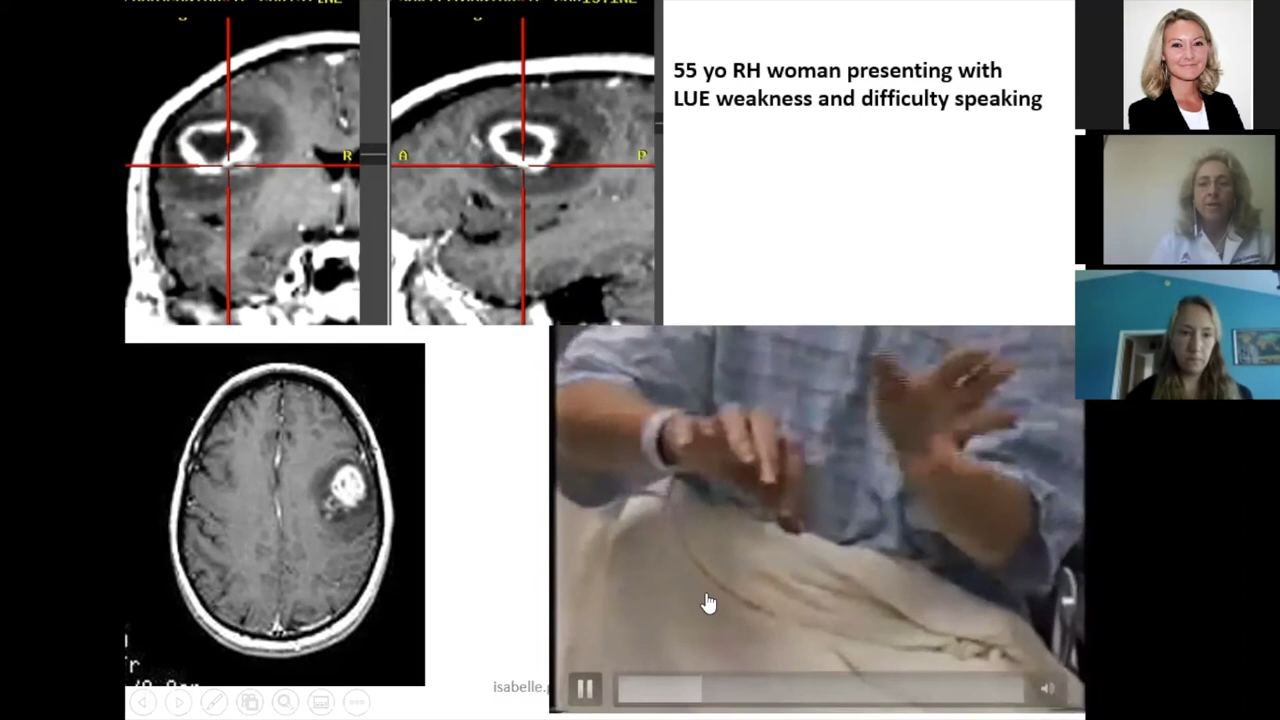 R
A
P
55 yo RH woman presenting with
LUE weakness and difficulty speaking
isabelle.